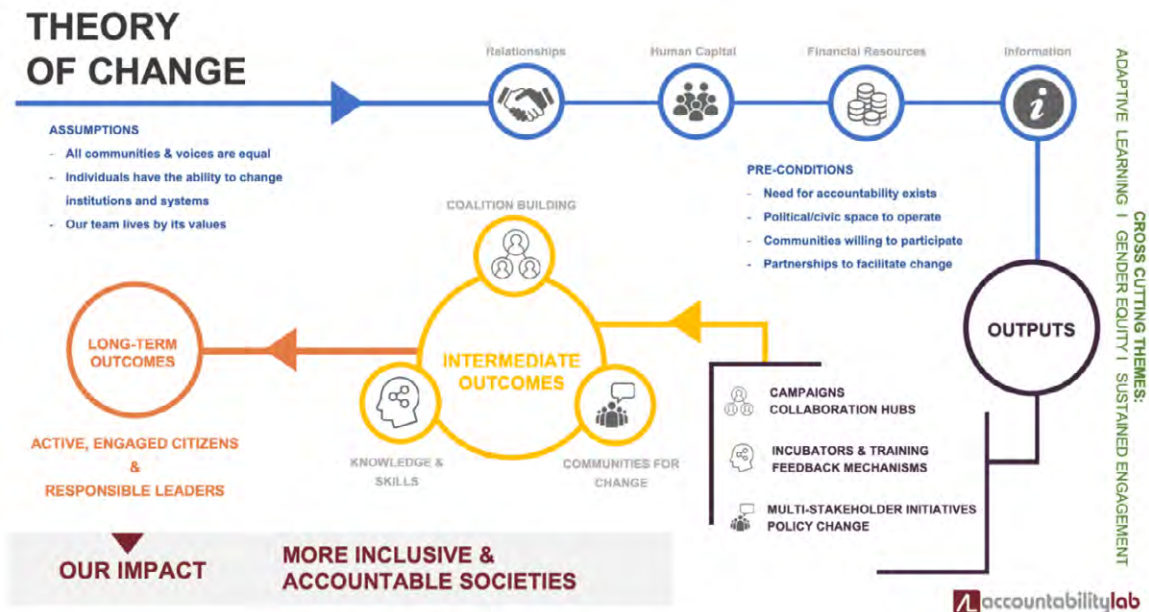 THEORY
OF CHANGE
Relationships
Human Capital
Financial Resources
Information
ASSUMPTIONS
- All communities & voices are equal
- Individuals have the ability to change
institutions and systems
- Our team lives by its values
PRE-CONDITIONS
- Need for accountability exists
- Political/civic space to operate
- Communities willing to participate
- Partnerships to facilitate change
COALITION BUILDING
INTERMEDIATE
OUTCOMES
KNOWLEDGE &
SKILLS
COMMUNITIES FOR
CHANGE
LONG-TERM
OUTCOMES
ACTIVE, ENGAGED CITIZENS
&
RESPONSIBLE LEADERS
OUTPUTS
CAMPAIGNS
COLLABORATION HUBS
INCUBATORS & TRAINING
FEEDBACK MECHANISMS
MULTI-STAKEHOLDER INITIATIVES
POLICY CHANGE
OUR IMPACT
MORE INCLUSIVE &
ACCOUNTABLE SOCIETIES
CROSS CUTTING THEMES:
ADAPTIVE LEARNING I GENDER EQUITY I SUSTAINED ENGAGEMENT
accountabilitylab